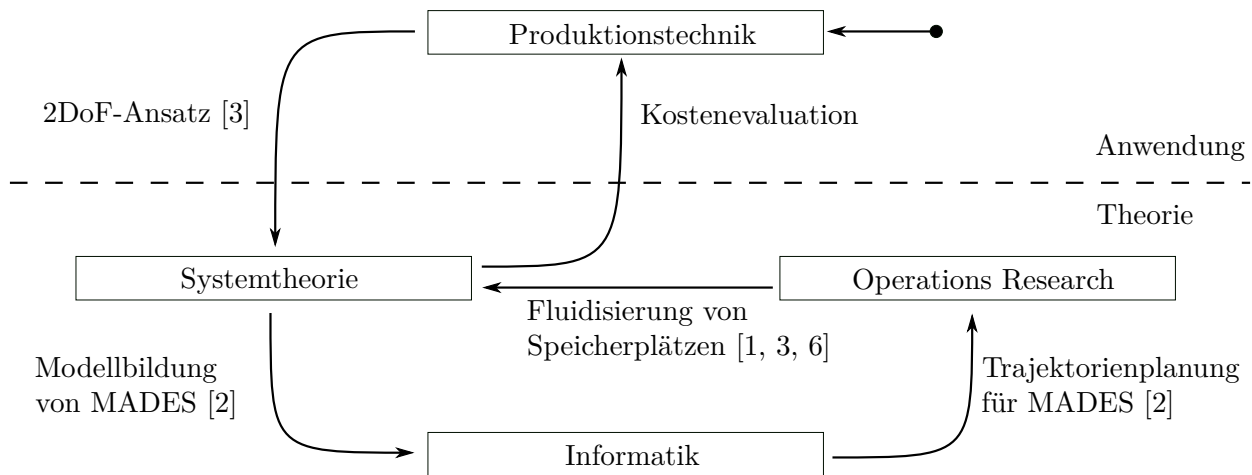 Produktionstechnik
2DoF-Ansatz [3]
Kostenevaluation
Anwendung
Theorie
Systemtheorie
Operations Research
Fluidisierung von
Speicherplätzen [1, 3, 6]
Modellbildung
von MADES [2]
Trajektorienplanung
für MADES [2]
Informatik